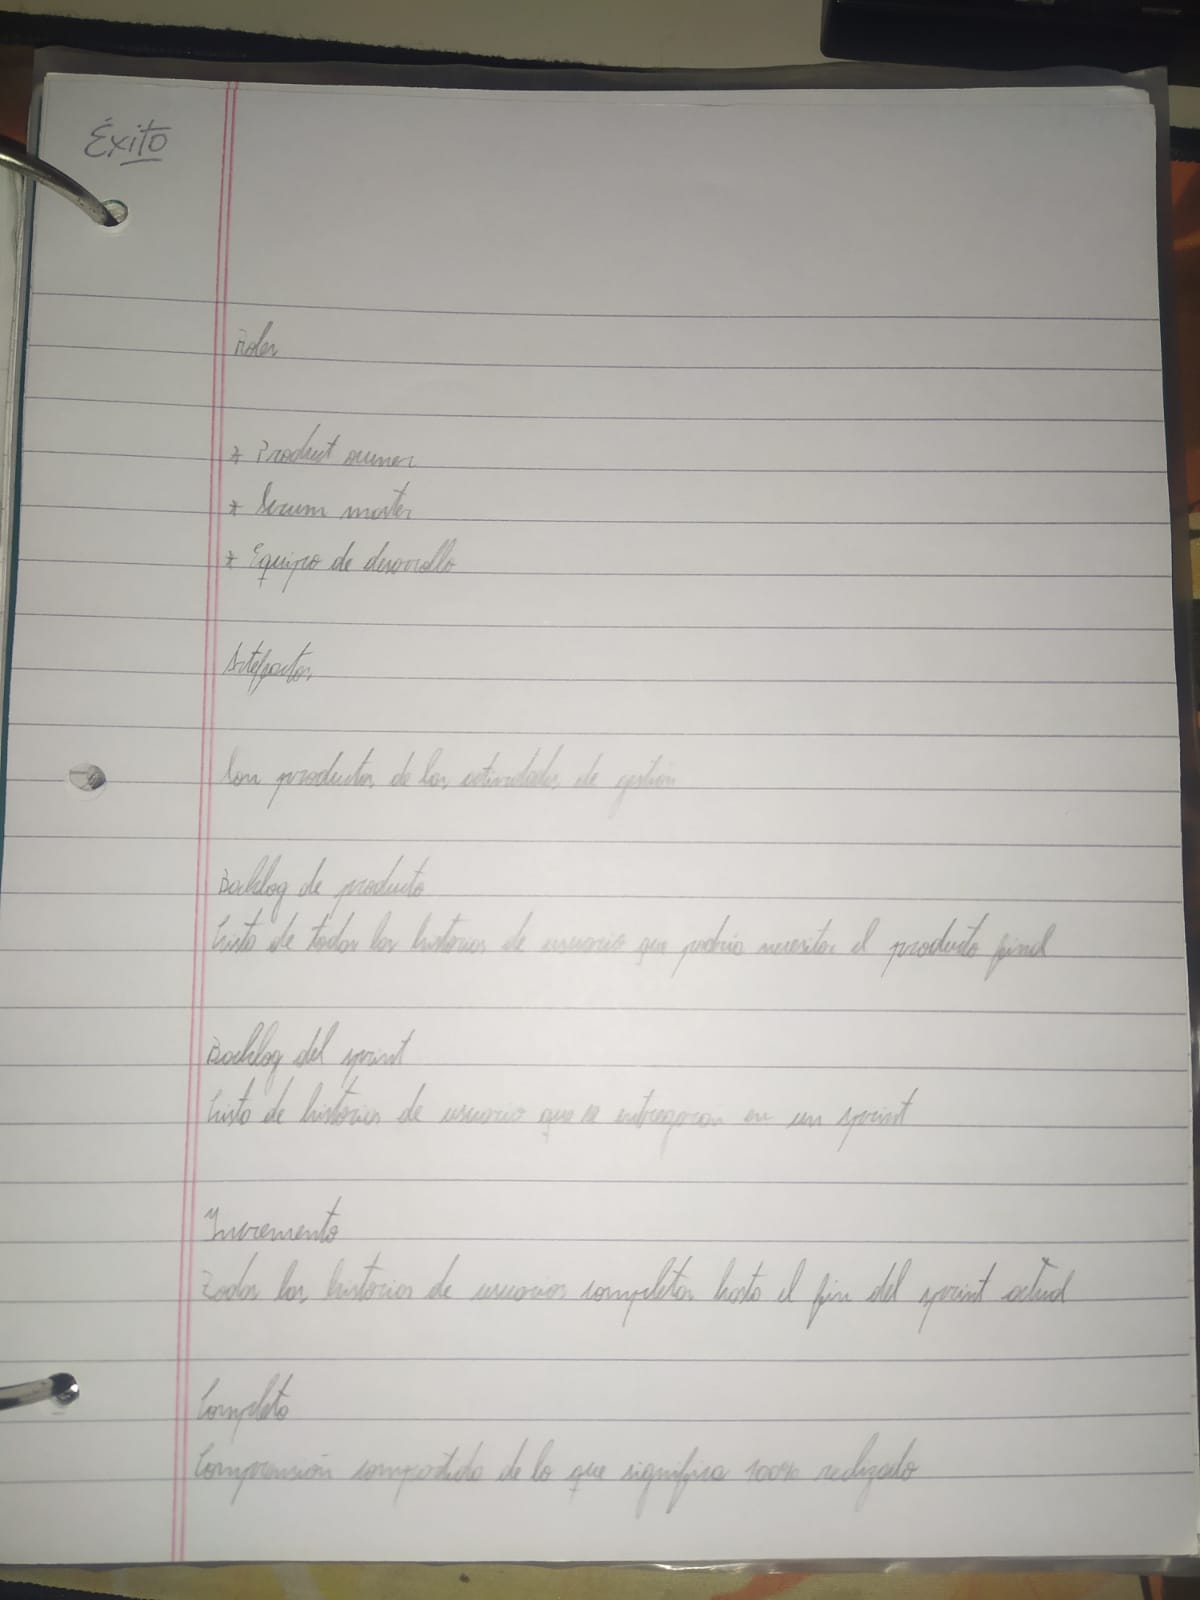 Éxito
Roles
* Product owner
* Scrum master
* Equipo de desarrollo
Artefactos
Son productos de las actividades de gestión
Backlog de producto
Lista de todas las historias de usuario que podría necesitar el producto final
Backlog del sprint
Lista de historias de usuario que se entregarán en un sprint
Incremento
Todas las historias de usuarios completas hasta el fin del sprint actual
Completo
Comprensión compartida de lo que significa 100% realizado